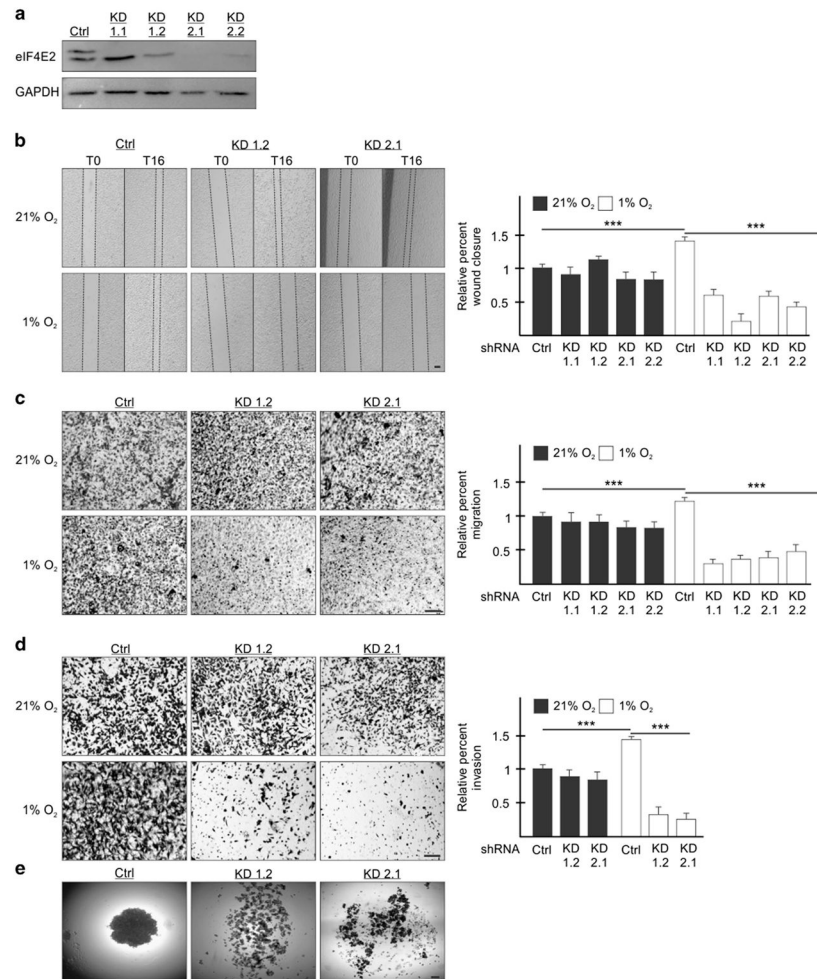 a
Ctrl KD 1.1 KD 1.2 KD 2.1 KD 2.2
eIF4E2
GAPDH
b
Ctrl KD 1.2 KD 2.1
T0 T16 T0 T16 T0 T16
21% O₂
1% O₂
21% O₂ 1% O₂
*** ***
Relative percent
wound closure
1.5
1
0.5
shRNA Ctrl KD 1.1 KD 1.2 KD 2.1 KD 2.2 Ctrl KD 1.1 KD 1.2 KD 2.1 KD 2.2
c
Ctrl KD 1.2 KD 2.1
21% O₂
1% O₂
21% O₂ 1% O₂
*** ***
Relative percent
migration
1.5
1
0.5
shRNA Ctrl KD 1.1 KD 1.2 KD 2.1 KD 2.2 Ctrl KD 1.1 KD 1.2 KD 2.1 KD 2.2
d
Ctrl KD 1.2 KD 2.1
21% O₂
1% O₂
21% O₂ 1% O₂
*** ***
Relative percent
invasion
1.5
1
0.5
shRNA Ctrl KD 1.2 KD 2.1 Ctrl KD 1.2 KD 2.1
e
Ctrl KD 1.2 KD 2.1